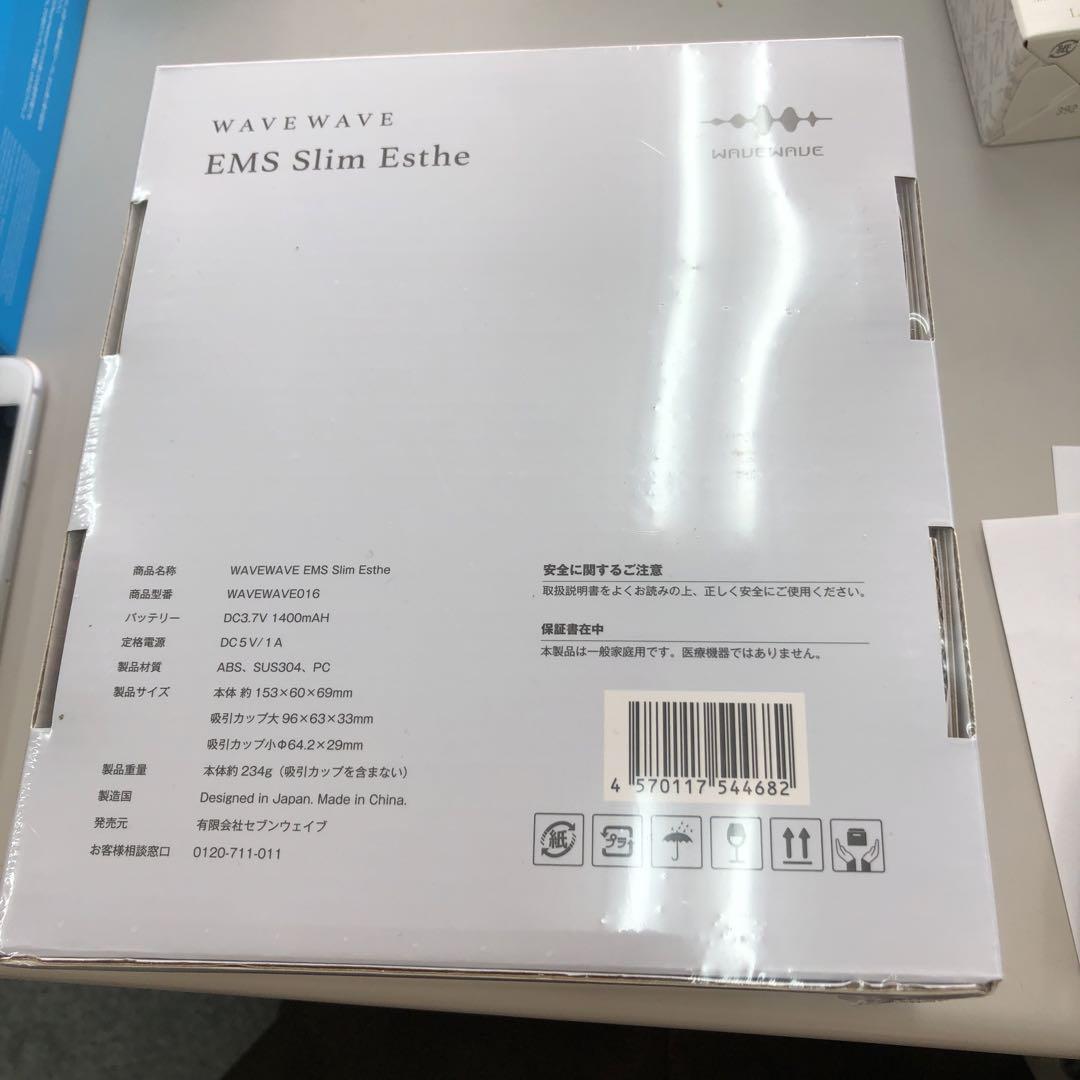 WAVEWAVE
EMS Slim Esthe
WAVEWAVE
商品名称 WAVEWAVE EMS Slim Esthe
商品型番 WAVEWAVE016
バッテリー DC3.7V 1400mAH
定格電源 DC5V/1A
製品材質 ABS、SUS304、PC
製品サイズ 本体 約 153×60×69mm
吸引カップ大 96×63×33mm
吸引カップ小Φ64.2×29mm
製品重量 本体約 234g（吸引カップを含まない）
製造国 Designed in Japan. Made in China.
発売元 有限会社セブンウェイブ
お客様相談窓口 0120-711-011
安全に関するご注意
取扱説明書をよくお読みの上、正しく安全にご使用ください。
保証書在中
本製品は一般家庭用です。医療機器ではありません。
4 570117 544682
紙
プラ
紙
392